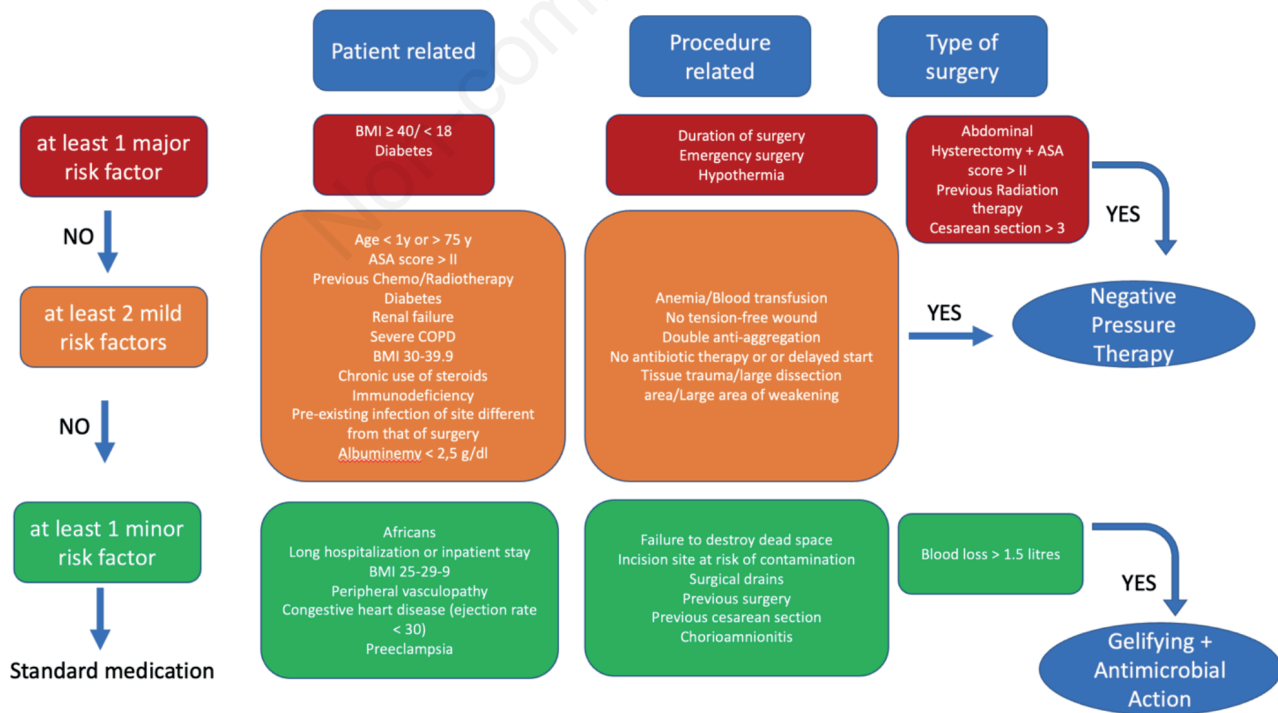 Patient related
Procedure
related
Type of
surgery
at least 1 major
risk factor
BMI ≥ 40/ < 18
Diabetes
Duration of surgery
Emergency surgery
Hypothermia
Abdominal
Hysterectomy + ASA
score > II
Previous Radiation
therapy
Cesarean section > 3
YES
NO
at least 2 mild
risk factors
Age < 1y or > 75 y
ASA score > II
Previous Chemo/Radiotherapy
Diabetes
Renal failure
Severe COPD
BMI 30-39.9
Chronic use of steroids
Immunodeficiency
Pre-existing infection of site different
from that of surgery
Albuminemy < 2,5 g/dl
Anemia/Blood transfusion
No tension-free wound
Double anti-aggregation
No antibiotic therapy or or delayed start
Tissue trauma/large dissection
area/Large area of weakening
YES
Negative
Pressure
Therapy
NO
at least 1 minor
risk factor
Africans
Long hospitalization or inpatient stay
BMI 25-29-9
Peripheral vasculopathy
Congestive heart disease (ejection rate
< 30)
Preeclampsia
Failure to destroy dead space
Incision site at risk of contamination
Surgical drains
Previous surgery
Previous cesarean section
Chorioamnionitis
Blood loss > 1.5 litres
YES
Standard medication
Gelifying +
Antimicrobial
Action